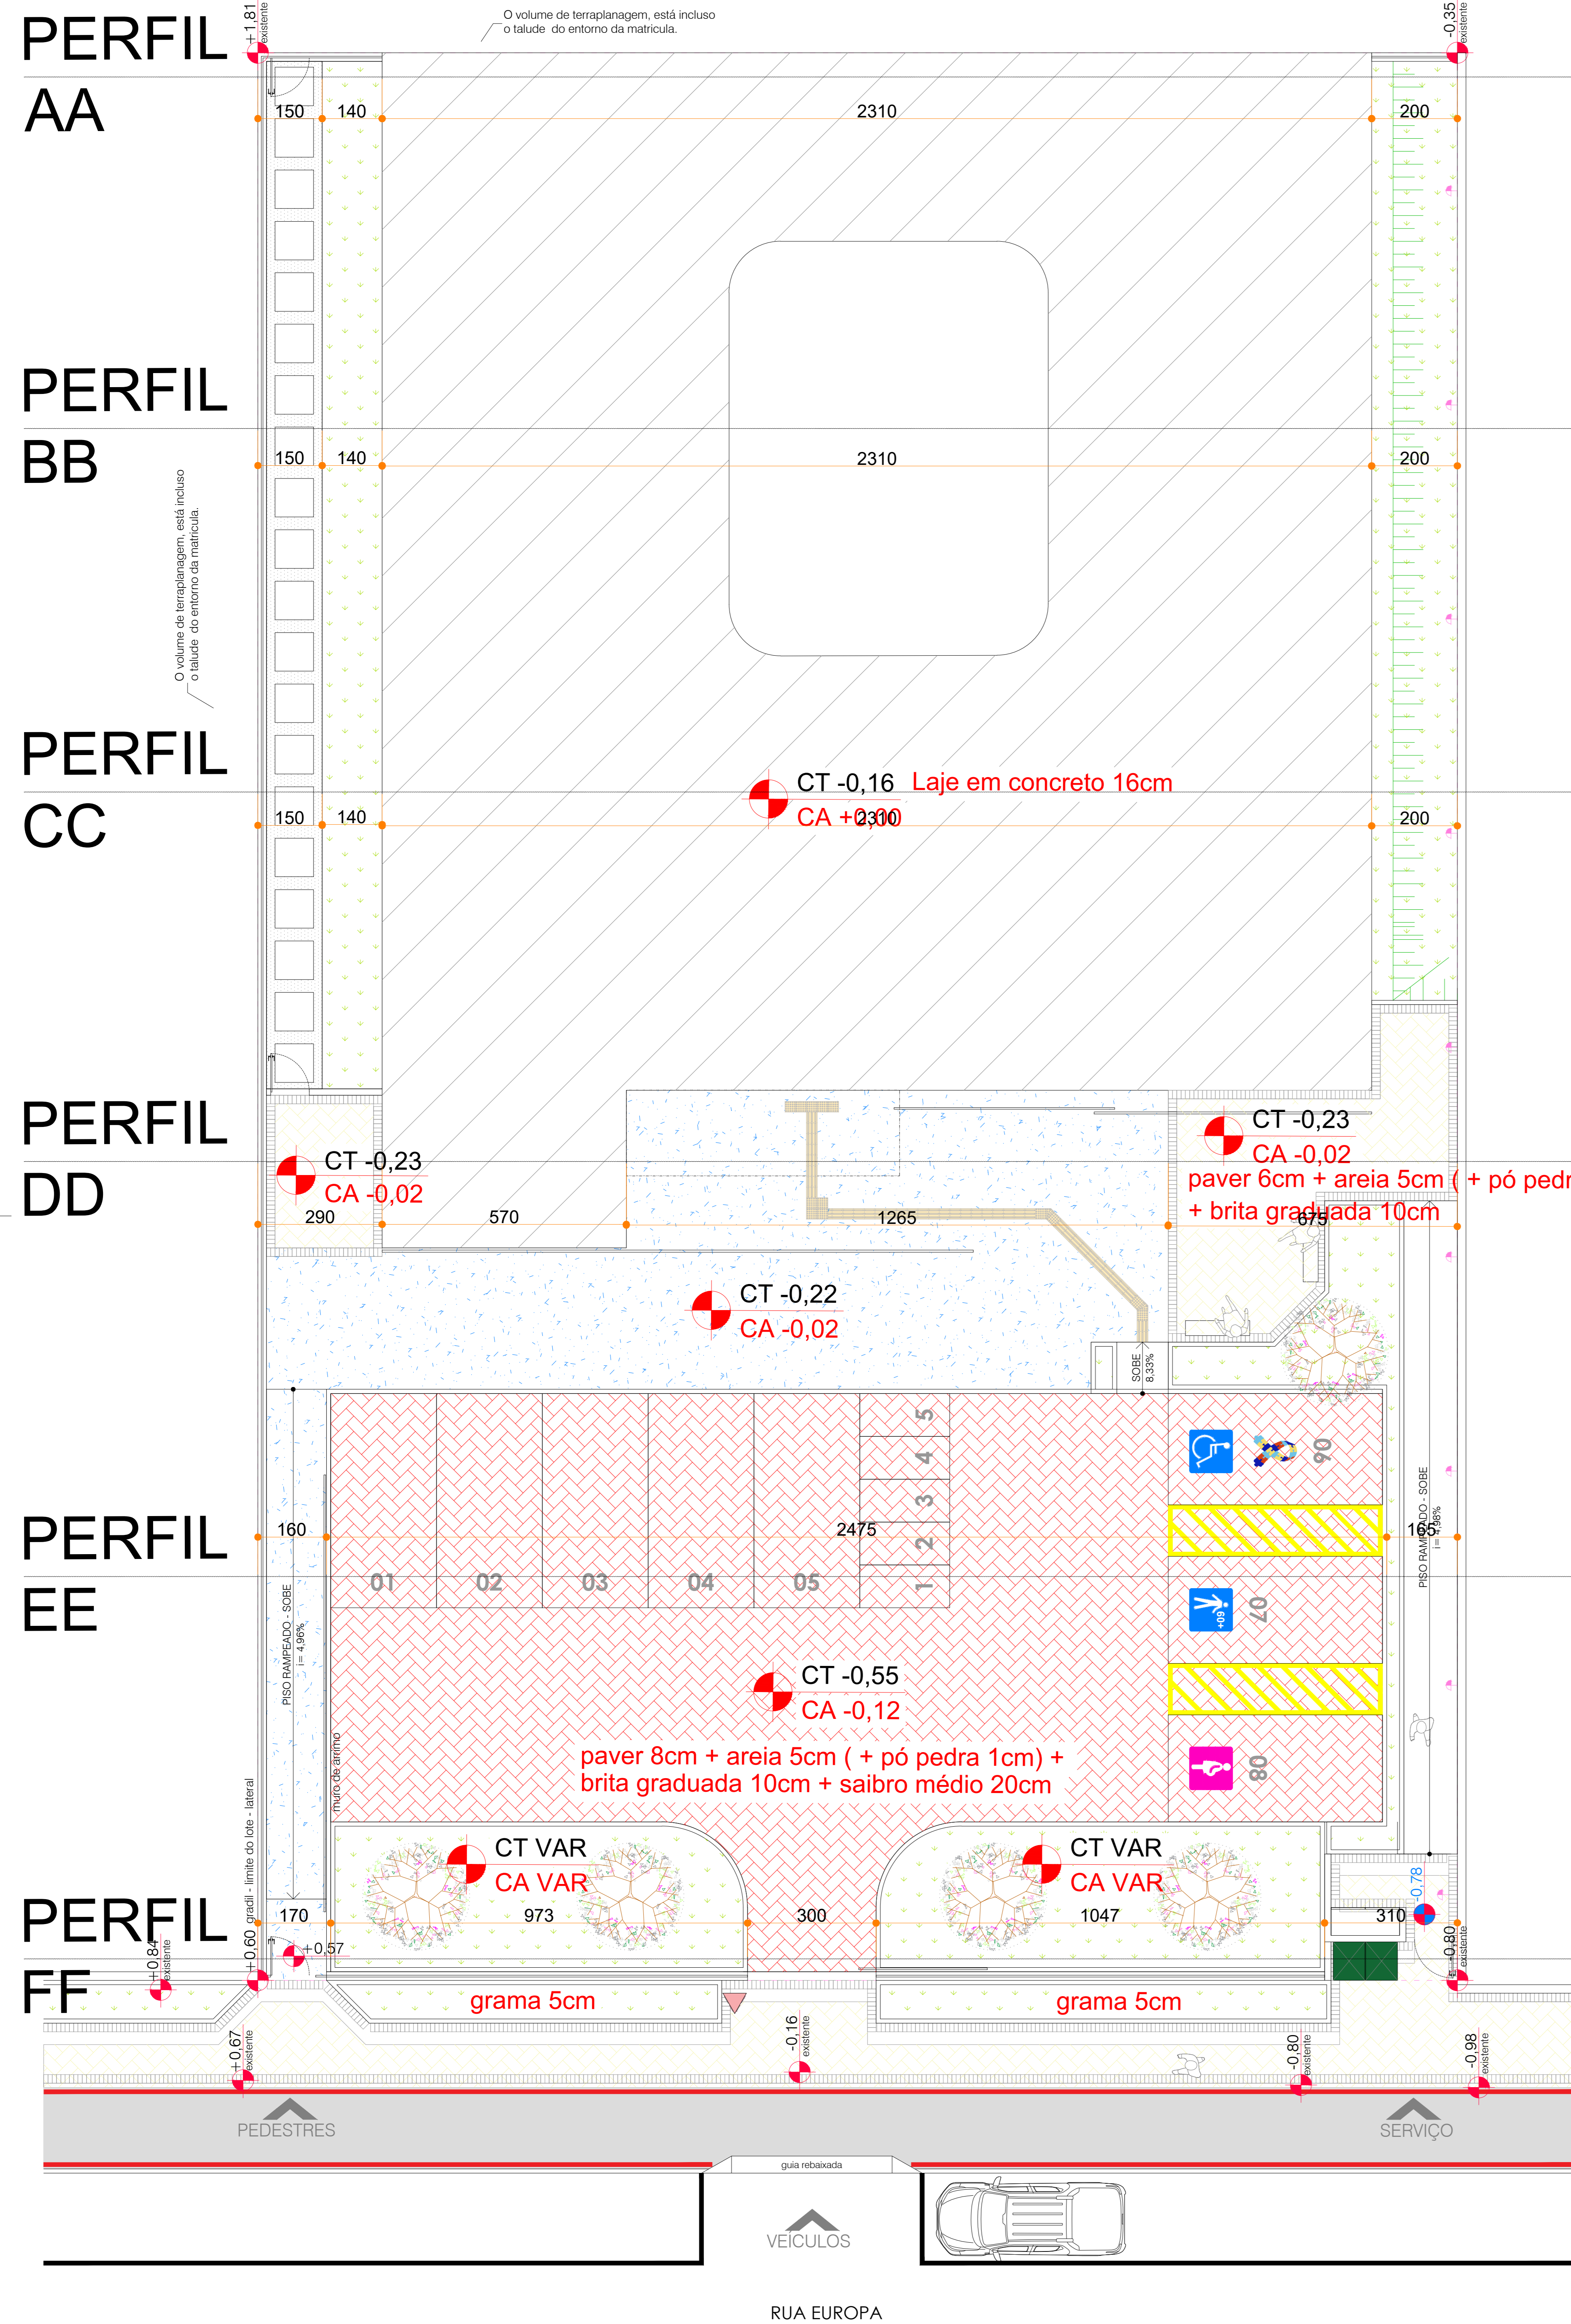 O volume de terraplanagem, está incluso
o talude  do entorno da matricula.
+1,81
existente
-0,35
existente
PERFIL
AA
150
140
2310
200
PERFIL
BB
150
140
2310
200
O volume de terraplanagem, está incluso
o talude  do entorno da matricula.
PERFIL
CC
CT -0,16
Laje em concreto 16cm
CA +0,00
150
140
2310
200
PERFIL
DD
CT -0,23
CA -0,02
CT -0,23
CA -0,02
paver 6cm + areia 5cm ( + pó pedr
+ brita graduada 10cm
290
570
1265
675
CT -0,22
CA -0,02
SOBE
8,33%
5
4
3
2
1
06
PERFIL
EE
160
2475
165
01
02
03
04
05
07
+60
08
PISO RAMPEADO - SOBE
i= 4,96%
PISO RAMPEADO - SOBE
i= 4,98%
CT -0,55
CA -0,12
paver 8cm + areia 5cm ( + pó pedra 1cm) +
brita graduada 10cm + saibro médio 20cm
muro de arrimo
gradil - limite do lote - lateral
CT VAR
CA VAR
CT VAR
CA VAR
-0,78
PERFIL
FF
170
973
300
1047
310
+0,84
existente
+0,60
+0,57
-0,80
existente
grama 5cm
grama 5cm
+0,67
existente
-0,16
existente
-0,80
existente
-0,98
existente
PEDESTRES
SERVIÇO
guia rebaixada
VEÍCULOS
RUA EUROPA